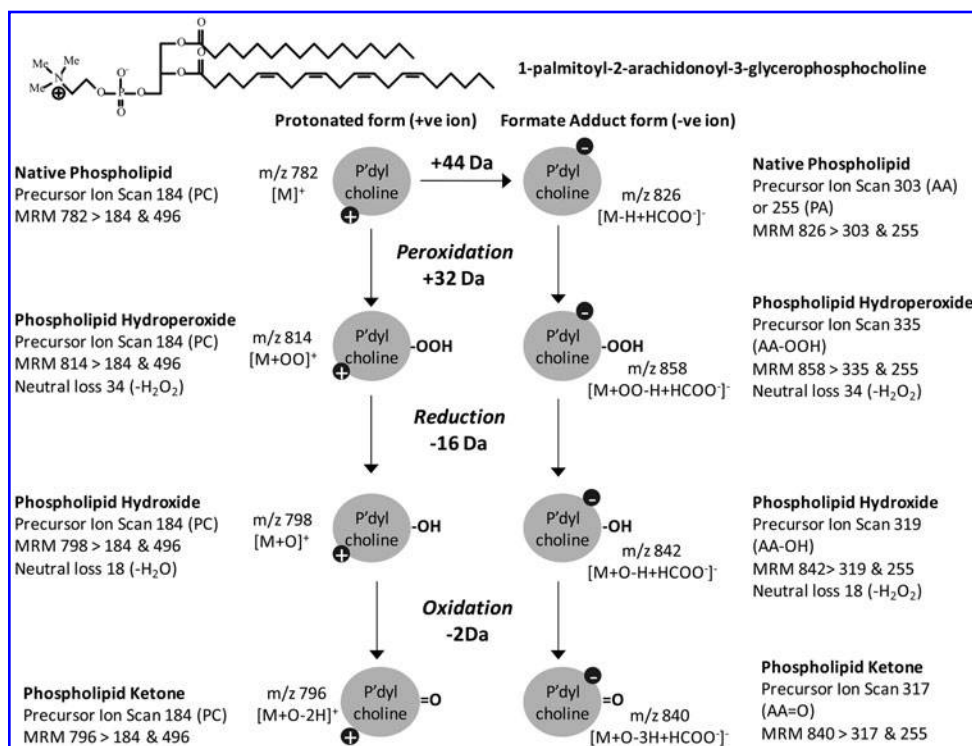 Me
Me
Me
N
O
O⁻
P
O
O
O
O
O
O
1-palmitoyl-2-arachidonoyl-3-glycerophosphocholine
Protonated form (+ve ion)
Formate Adduct form (-ve ion)
Native Phospholipid
Precursor Ion Scan 184 (PC)
MRM 782 > 184 & 496
m/z 782
[M]⁺
P'dyl
choline
+
+44 Da
P'dyl
choline
-
m/z 826
[M-H+HCOO⁻]⁻
Native Phospholipid
Precursor Ion Scan 303 (AA)
or 255 (PA)
MRM 826 > 303 & 255
Peroxidation
+32 Da
Phospholipid Hydroperoxide
Precursor Ion Scan 184 (PC)
MRM 814 > 184 & 496
Neutral loss 34 (-H₂O₂)
m/z 814
[M+OO]⁺
P'dyl
choline
+
-OOH
P'dyl
choline
-
-OOH
m/z 858
[M+OO-H+HCOO⁻]⁻
Phospholipid Hydroperoxide
Precursor Ion Scan 335
(AA-OOH)
MRM 858 > 335 & 255
Neutral loss 34 (-H₂O₂)
Reduction
-16 Da
Phospholipid Hydroxide
Precursor Ion Scan 184 (PC)
MRM 798 > 184 & 496
Neutral loss 18 (-H₂O)
m/z 798
[M+O]⁺
P'dyl
choline
+
-OH
P'dyl
choline
-
-OH
m/z 842
[M+O-H+HCOO⁻]⁻
Phospholipid Hydroxide
Precursor Ion Scan 319
(AA-OH)
MRM 842> 319 & 255
Neutral loss 18 (-H₂O₂)
Oxidation
-2Da
Phospholipid Ketone
Precursor Ion Scan 184 (PC)
MRM 796 > 184 & 496
m/z 796
[M+O-2H]⁺
P'dyl
choline
+
=O
P'dyl
choline
-
=O
m/z 840
[M+O-3H+HCOO⁻]⁻
Phospholipid Ketone
Precursor Ion Scan 317
(AA=O)
MRM 840 > 317 & 255